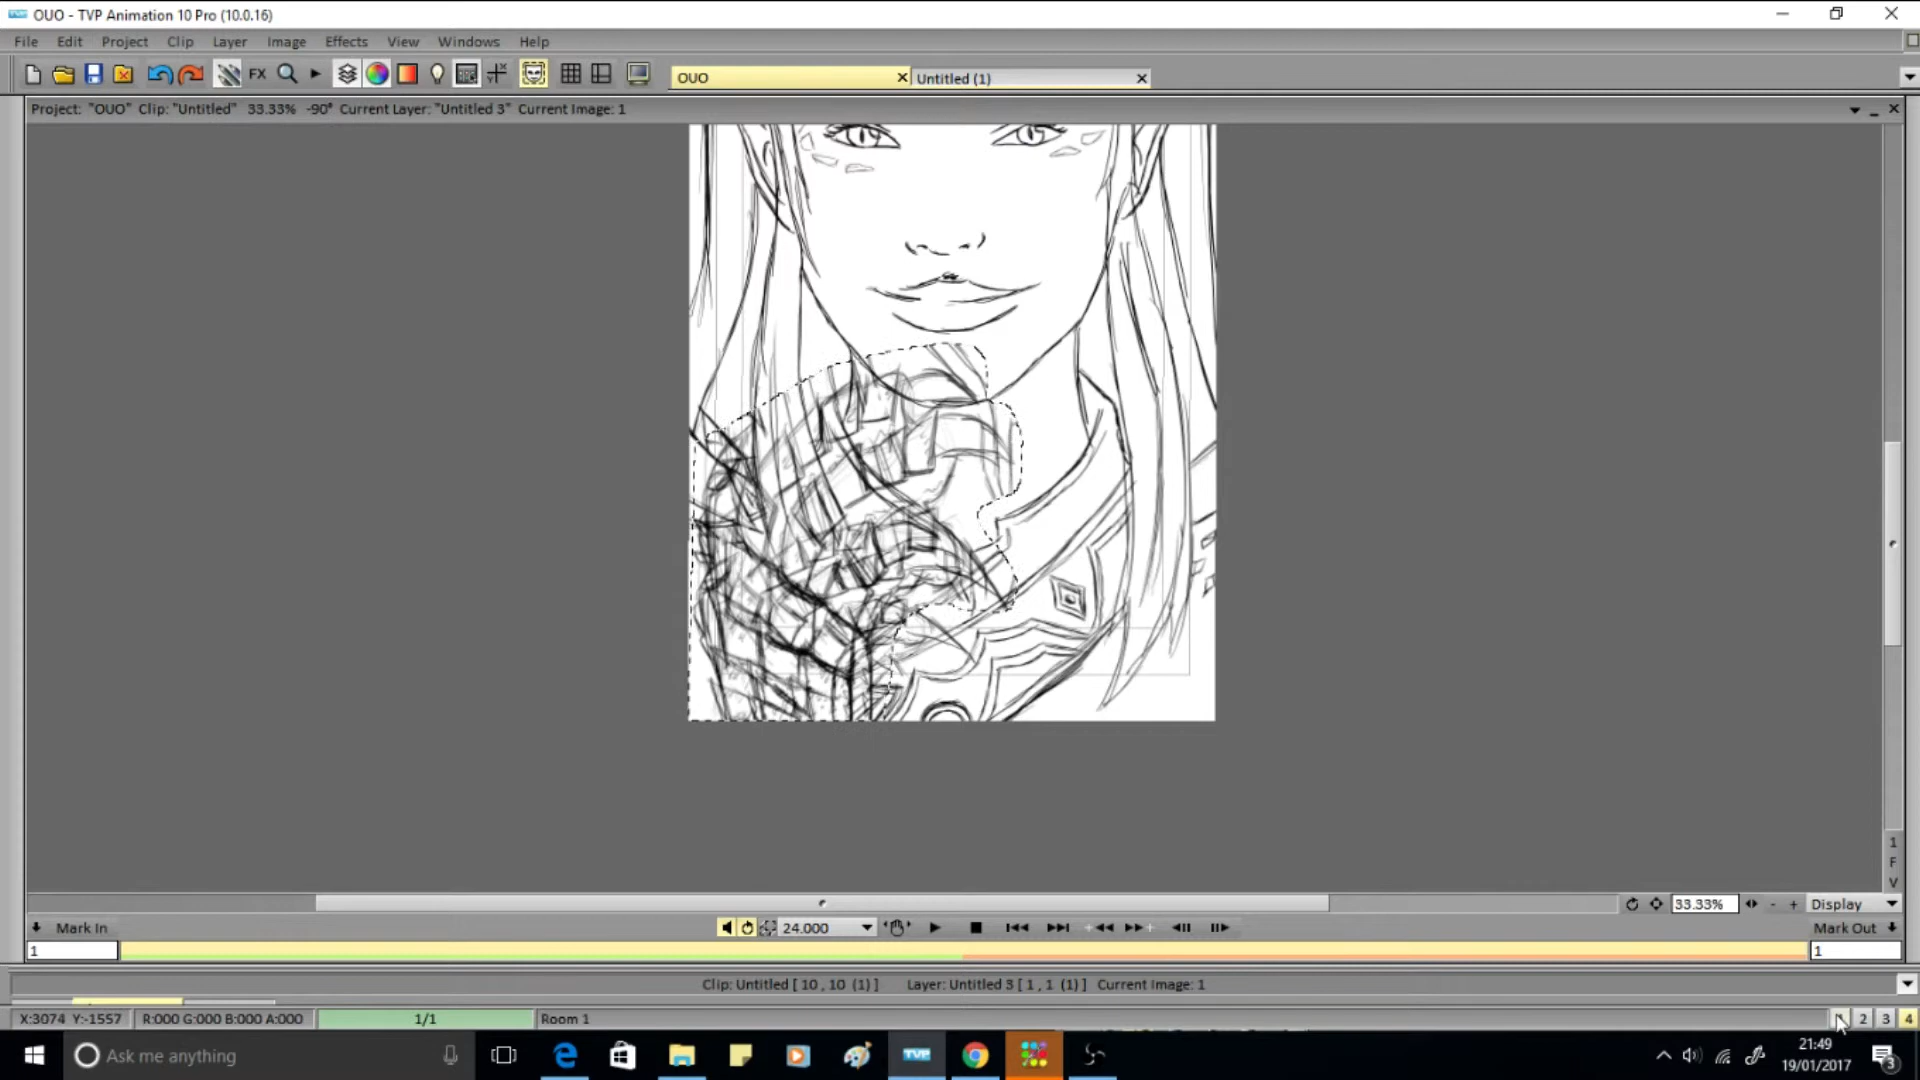 TVP OUO - TVP Animation 10 Pro (10.0.16)
File Edit Project Clip Layer Image Effects View Windows Help
FX OUO Untitled (1)
Project: "OUO" Clip: "Untitled" 33.33% -90° Current Layer: "Untitled 3" Current Image: 1
1
F
V
33.33% - + Display
Mark In 24.000 Mark Out
1 1
Clip: Untitled [ 10 , 10 (1) ] Layer: Untitled 3 [ 1 , 1 (1) ] Current Image: 1
X:3074 Y:-1557 R:000 G:000 B:000 A:000 1/1 Room 1 2 3 4
Ask me anything TVP 21:49
19/01/2017 3